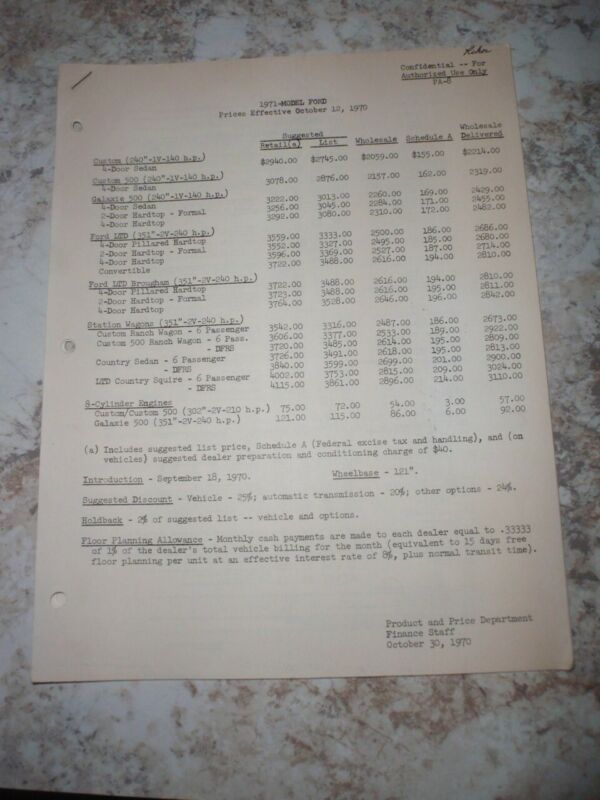 Confidential -- For
Authorized Use Only
PA-8
1971-MODEL FORD
Prices Effective October 12, 1970
Suggested Wholesale
Retail(a) List Wholesale Schedule A Delivered
Custom (240"-1V-140 h.p.)
4-Door Sedan $2940.00 $2745.00 $2059.00 $155.00 $2214.00
Custom 500 (240"-1V-140 h.p.)
4-Door Sedan 3078.00 2876.00 2157.00 162.00 2319.00
Galaxie 500 (240"-1V-140 h.p.)
4-Door Sedan 3222.00 3013.00 2260.00 169.00 2429.00
2-Door Hardtop - Formal 3256.00 3045.00 2284.00 171.00 2455.00
4-Door Hardtop 3292.00 3080.00 2310.00 172.00 2482.00
Ford LTD (351"-2V-240 h.p.)
4-Door Pillared Hardtop 3559.00 3333.00 2500.00 186.00 2686.00
2-Door Hardtop - Formal 3552.00 3327.00 2495.00 185.00 2680.00
4-Door Hardtop 3596.00 3369.00 2527.00 187.00 2714.00
Convertible 3722.00 3488.00 2616.00 194.00 2810.00
Ford LTD Brougham (351"-2V-240 h.p.)
4-Door Pillared Hardtop 3722.00 3488.00 2616.00 194.00 2810.00
2-Door Hardtop - Formal 3723.00 3488.00 2616.00 195.00 2811.00
4-Door Hardtop 3764.00 3528.00 2646.00 196.00 2842.00
Station Wagons (351"-2V-240 h.p.)
Custom Ranch Wagon - 6 Passenger 3542.00 3316.00 2487.00 186.00 2673.00
Custom 500 Ranch Wagon - 6 Pass. 3606.00 3377.00 2533.00 189.00 2922.00
- DFRS 3720.00 3485.00 2614.00 195.00 2809.00
Country Sedan - 6 Passenger 3726.00 3491.00 2618.00 195.00 2813.00
- DFRS 3840.00 3599.00 2699.00 201.00 2900.00
LTD Country Squire - 6 Passenger 4002.00 3753.00 2815.00 209.00 3024.00
- DFRS 4115.00 3861.00 2896.00 214.00 3110.00
8-Cylinder Engines
Custom/Custom 500 (302"-2V-210 h.p.) 75.00 72.00 54.00 3.00 57.00
Galaxie 500 (351"-2V-240 h.p.) 121.00 115.00 86.00 6.00 92.00
(a) Includes suggested list price, Schedule A (Federal excise tax and handling), and (on
vehicles) suggested dealer preparation and conditioning charge of $40.
Introduction - September 18, 1970. Wheelbase - 121".
Suggested Discount - Vehicle - 25%; automatic transmission - 20%; other options - 24%.
Holdback - 2% of suggested list -- vehicle and options.
Floor Planning Allowance - Monthly cash payments are made to each dealer equal to .33333
of 1% of the dealer's total vehicle billing for the month (equivalent to 15 days free
floor planning per unit at an effective interest rate of 8%, plus normal transit time).
Product and Price Department
Finance Staff
October 30, 1970